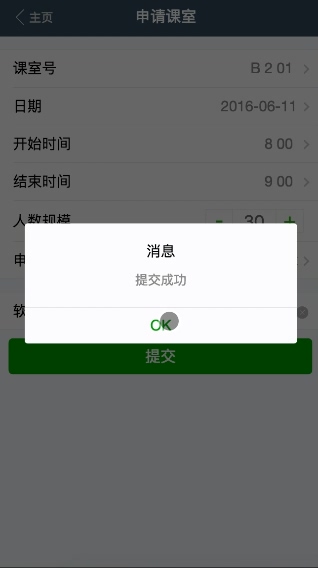 主页
申请课室
课室号 B 2 01
日期 2016-06-11
开始时间 8 00
结束时间 9 00
人数规模 - 30 +
申
消息
提交成功
软
OK
提交